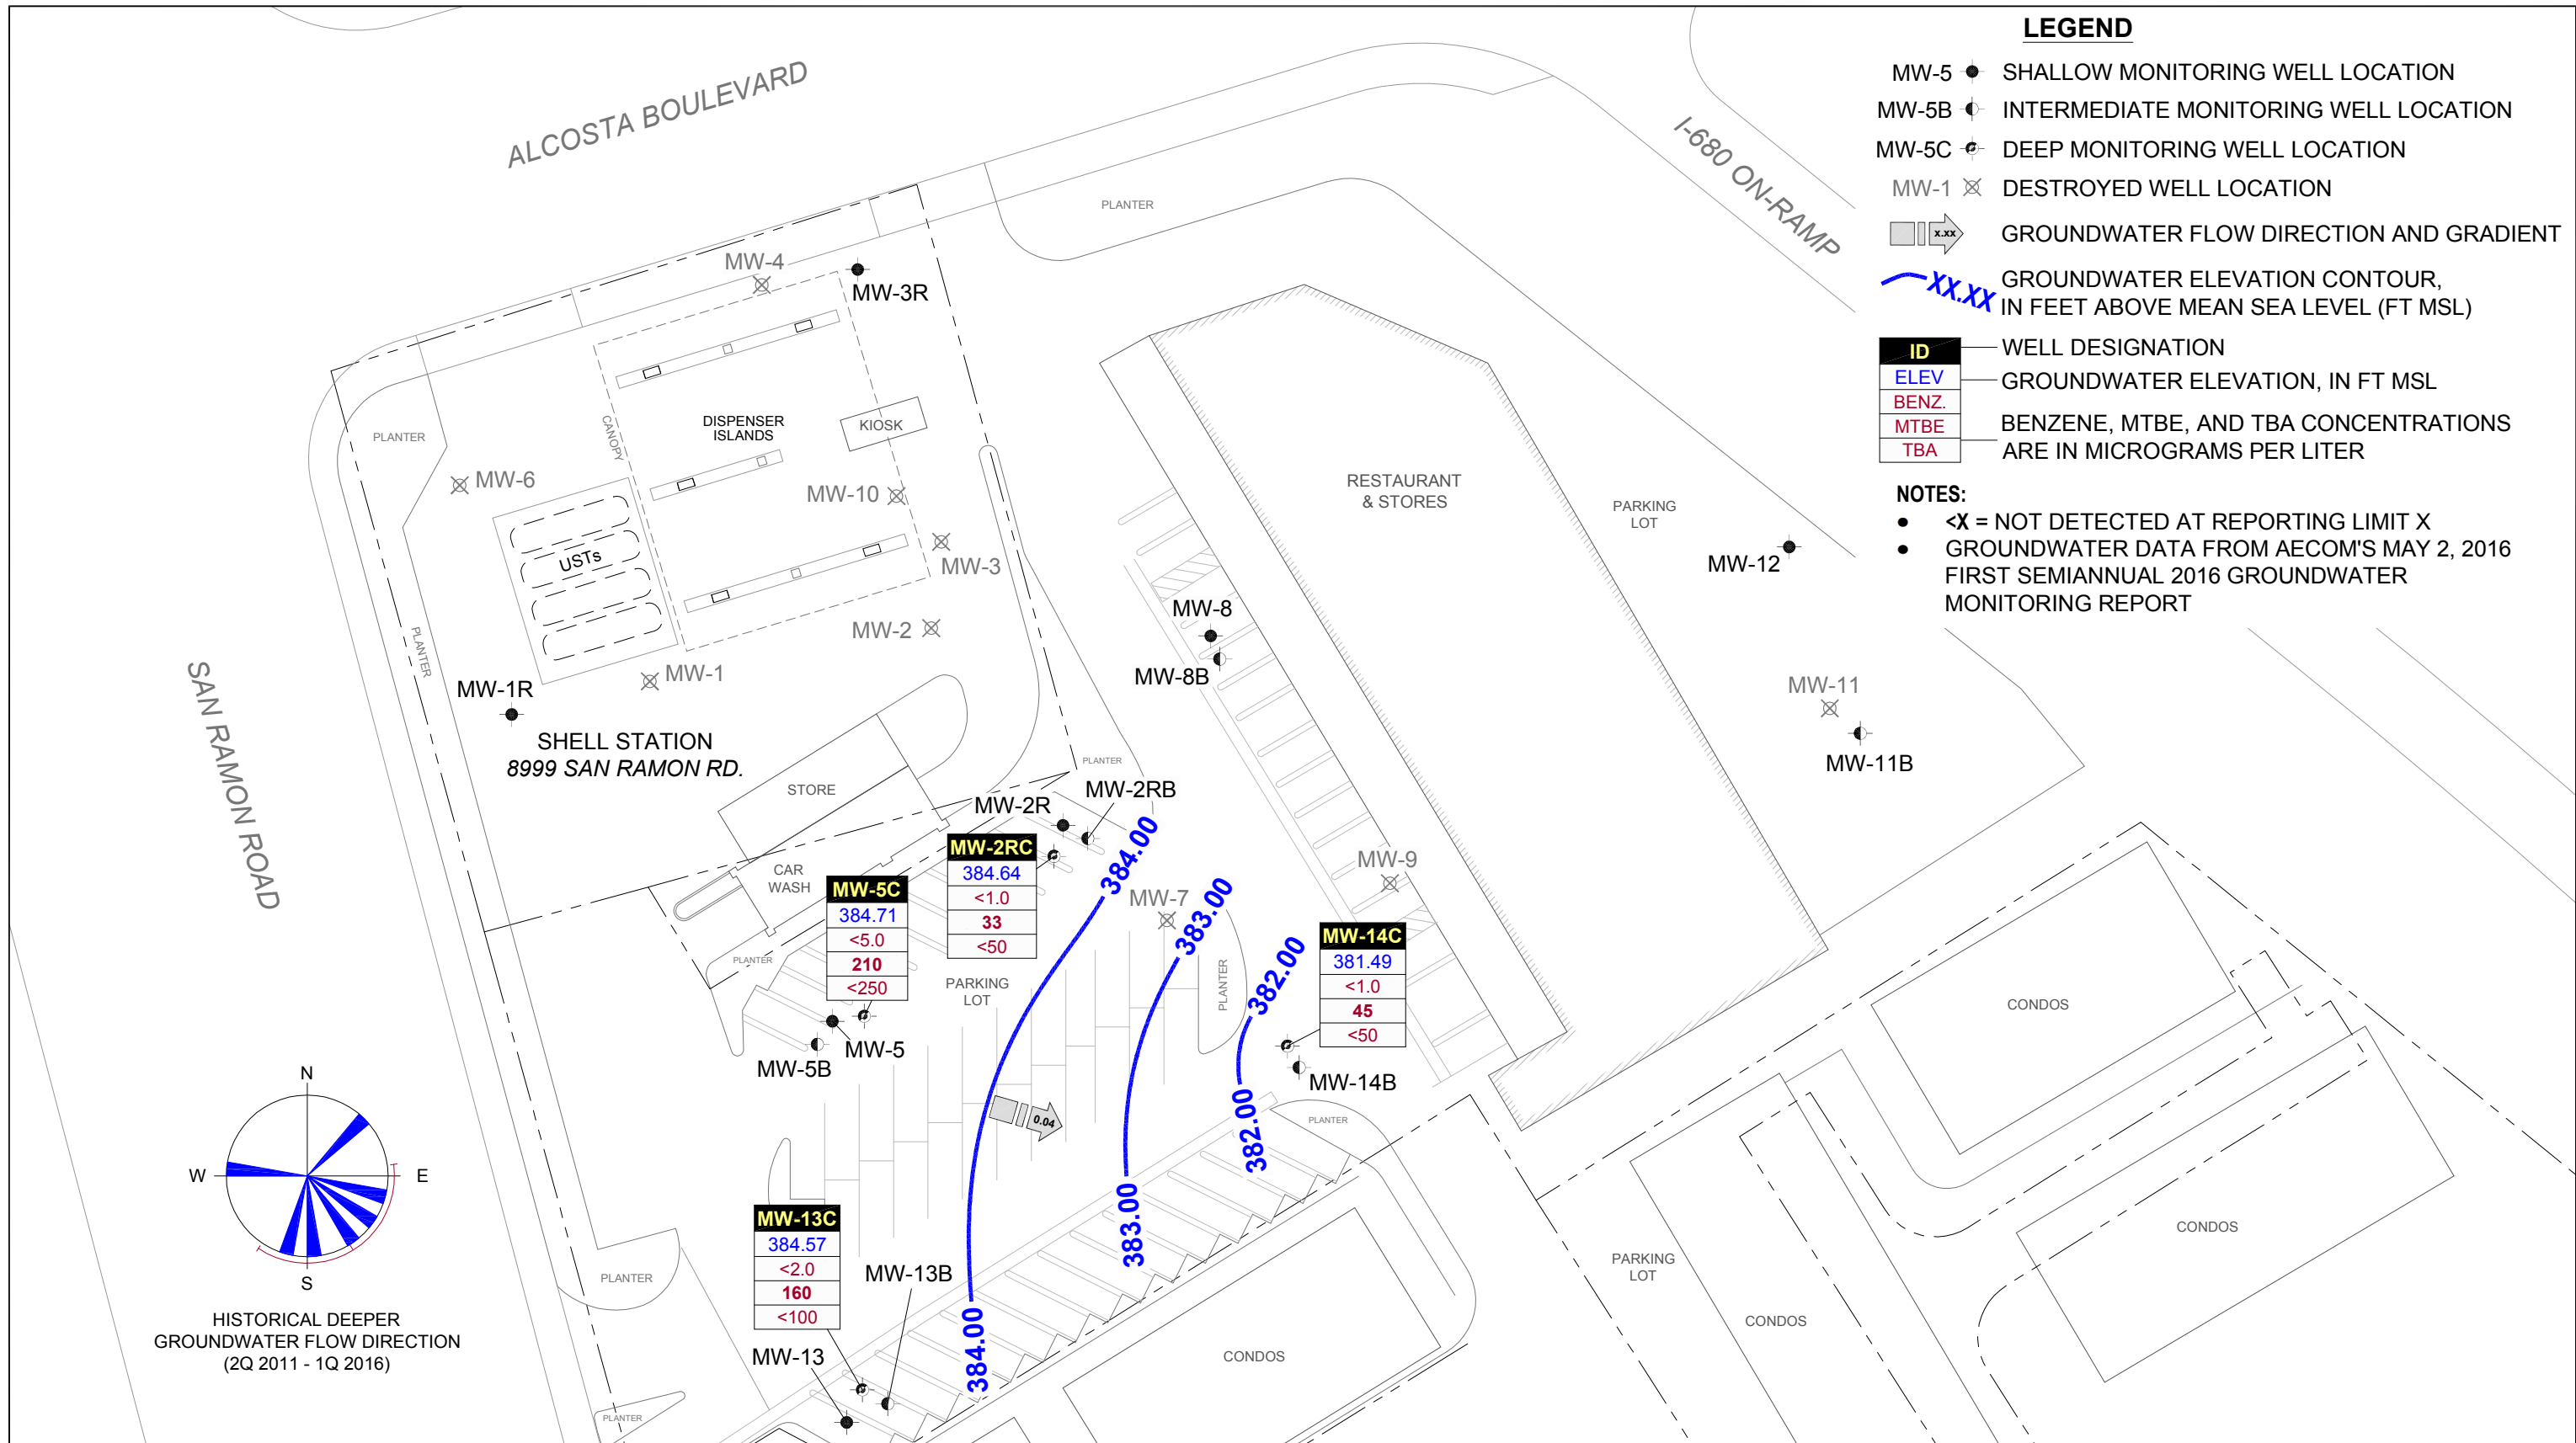 ALCOSTA BOULEVARD
I-680 ON-RAMP
SAN RAMON ROAD
LEGEND
MW-5 SHALLOW MONITORING WELL LOCATION
MW-5B INTERMEDIATE MONITORING WELL LOCATION
MW-5C DEEP MONITORING WELL LOCATION
MW-1 DESTROYED WELL LOCATION
x.xx GROUNDWATER FLOW DIRECTION AND GRADIENT
XX.XX GROUNDWATER ELEVATION CONTOUR,
IN FEET ABOVE MEAN SEA LEVEL (FT MSL)
ID WELL DESIGNATION
ELEV GROUNDWATER ELEVATION, IN FT MSL
BENZ.
MTBE BENZENE, MTBE, AND TBA CONCENTRATIONS
TBA ARE IN MICROGRAMS PER LITER
NOTES:
● <X = NOT DETECTED AT REPORTING LIMIT X
● GROUNDWATER DATA FROM AECOM'S MAY 2, 2016
FIRST SEMIANNUAL 2016 GROUNDWATER
MONITORING REPORT
PLANTER
MW-4
MW-3R
PLANTER
CANOPY
DISPENSER
ISLANDS
KIOSK
MW-6
MW-10
USTs
MW-3
MW-2
MW-1
PLANTER
MW-1R
SHELL STATION
8999 SAN RAMON RD.
STORE
RESTAURANT
& STORES
PARKING
LOT
MW-12
MW-8
MW-8B
MW-11
MW-11B
PLANTER
MW-2R
MW-2RB
CAR
WASH
MW-2RC
384.64
<1.0
33
<50
MW-5C
384.71
<5.0
210
<250
384.00
MW-7
383.00
MW-9
PLANTER
PARKING
LOT
PLANTER
382.00
MW-14C
381.49
<1.0
45
<50
MW-5
MW-5B
MW-14B
0.04
382.00
PLANTER
CONDOS
CONDOS
PARKING
LOT
CONDOS
383.00
MW-13C
384.57
<2.0
160
<100
MW-13B
MW-13
384.00
CONDOS
PLANTER
PLANTER
N
W
E
S
HISTORICAL DEEPER
GROUNDWATER FLOW DIRECTION
(2Q 2011 - 1Q 2016)